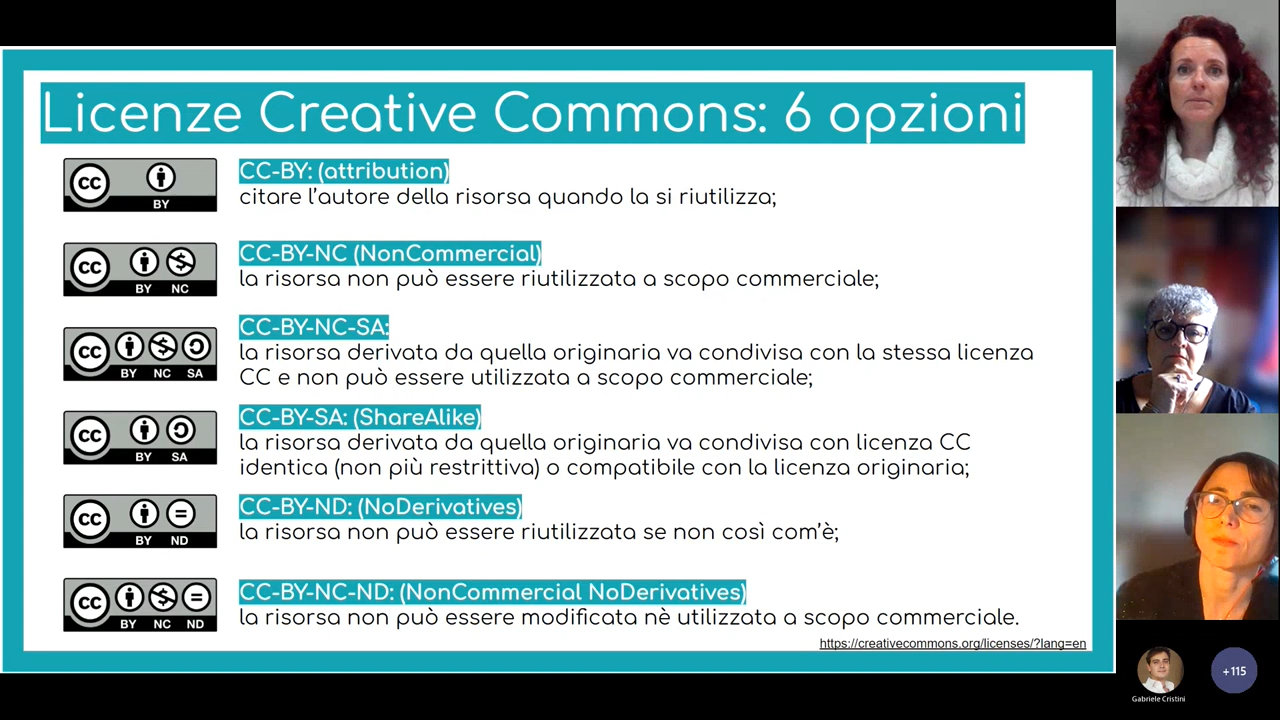 Licenze Creative Commons: 6 opzioni
cc BY
CC-BY: (attribution)
citare l'autore della risorsa quando la si riutilizza;
cc BY NC
CC-BY-NC (NonCommercial)
la risorsa non può essere riutilizzata a scopo commerciale;
cc BY NC SA
CC-BY-NC-SA:
la risorsa derivata da quella originaria va condivisa con la stessa licenza
CC e non può essere utilizzata a scopo commerciale;
cc BY SA
CC-BY-SA: (ShareAlike)
la risorsa derivata da quella originaria va condivisa con licenza CC
identica (non più restrittiva) o compatibile con la licenza originaria;
cc BY ND
CC-BY-ND: (NoDerivatives)
la risorsa non può essere riutilizzata se non così com'è;
cc BY NC ND
CC-BY-NC-ND: (NonCommercial NoDerivatives)
la risorsa non può essere modificata nè utilizzata a scopo commerciale.
https://creativecommons.org/licenses/?lang=en
Gabriele Cristini
+115